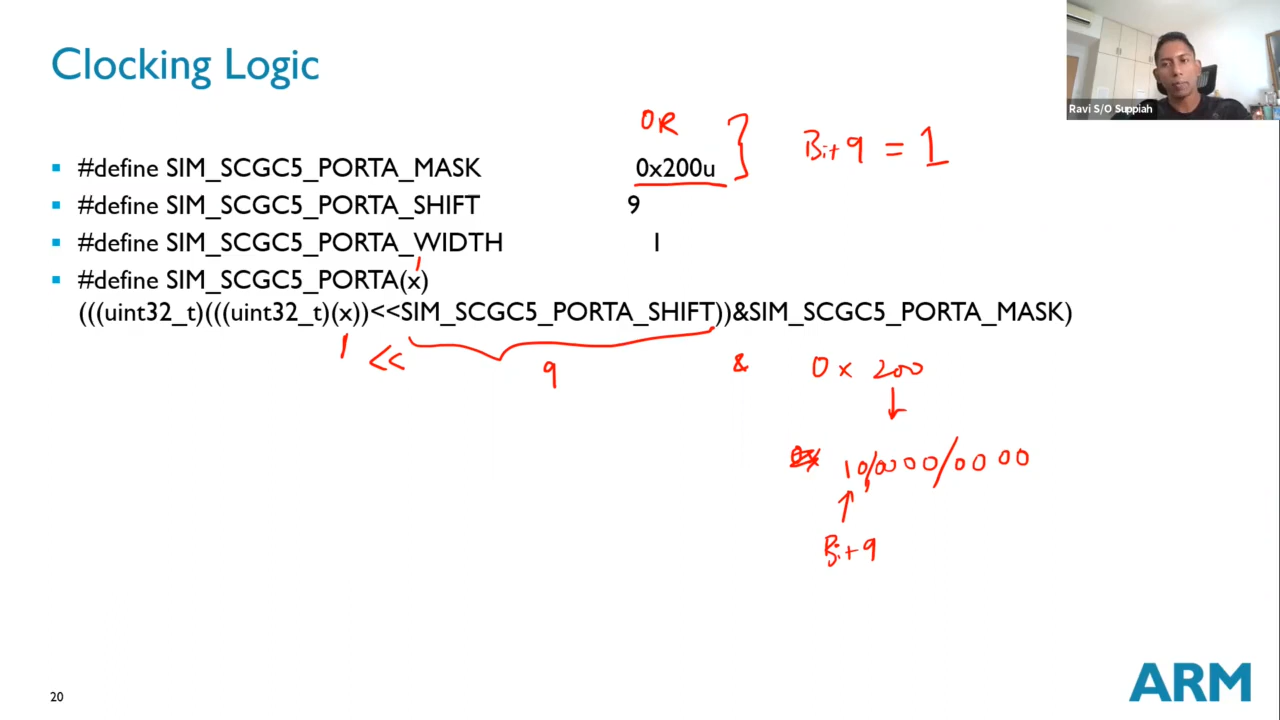 Clocking Logic
Ravi S/O Suppiah
OR
Bit 9 = 1
#define SIM_SCGC5_PORTA_MASK 0x200u
#define SIM_SCGC5_PORTA_SHIFT 9
#define SIM_SCGC5_PORTA_WIDTH 1
1
#define SIM_SCGC5_PORTA(x)
(((uint32_t)(((uint32_t)(x))<<SIM_SCGC5_PORTA_SHIFT))&SIM_SCGC5_PORTA_MASK)
1 << 9 & 0x200
10/0000/0000
Bit 9
20
ARM